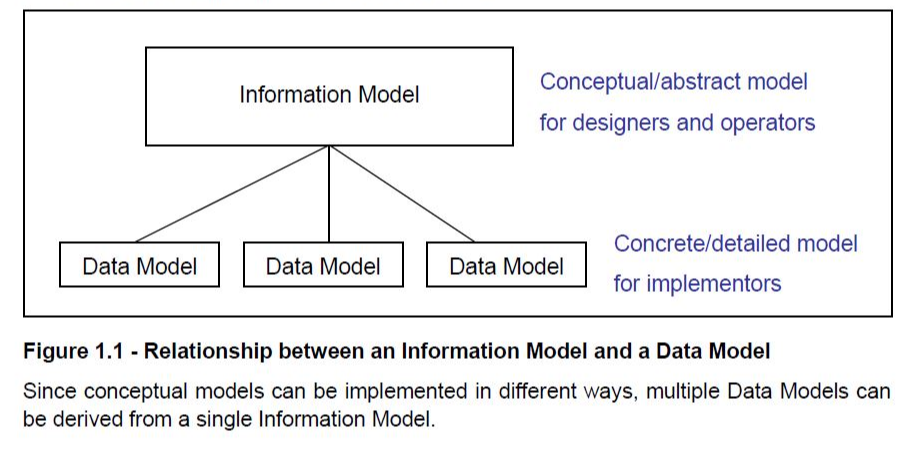 Information Model
Conceptual/abstract model
for designers and operators
Data Model
Data Model
Data Model
Concrete/detailed model
for implementors
Figure 1.1 - Relationship between an Information Model and a Data Model
Since conceptual models can be implemented in different ways, multiple Data Models can
be derived from a single Information Model.